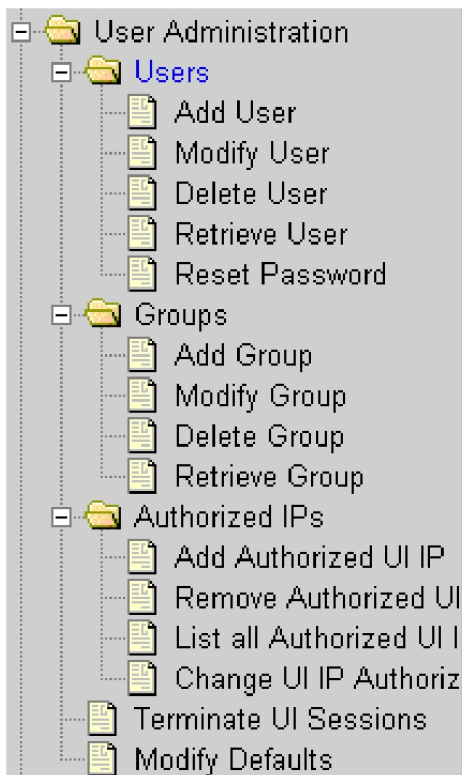 User Administration
Users
Add User
Modify User
Delete User
Retrieve User
Reset Password
Groups
Add Group
Modify Group
Delete Group
Retrieve Group
Authorized IPs
Add Authorized UI IP
Remove Authorized UI
List all Authorized UI I
Change UI IP Authoriz
Terminate UI Sessions
Modify Defaults